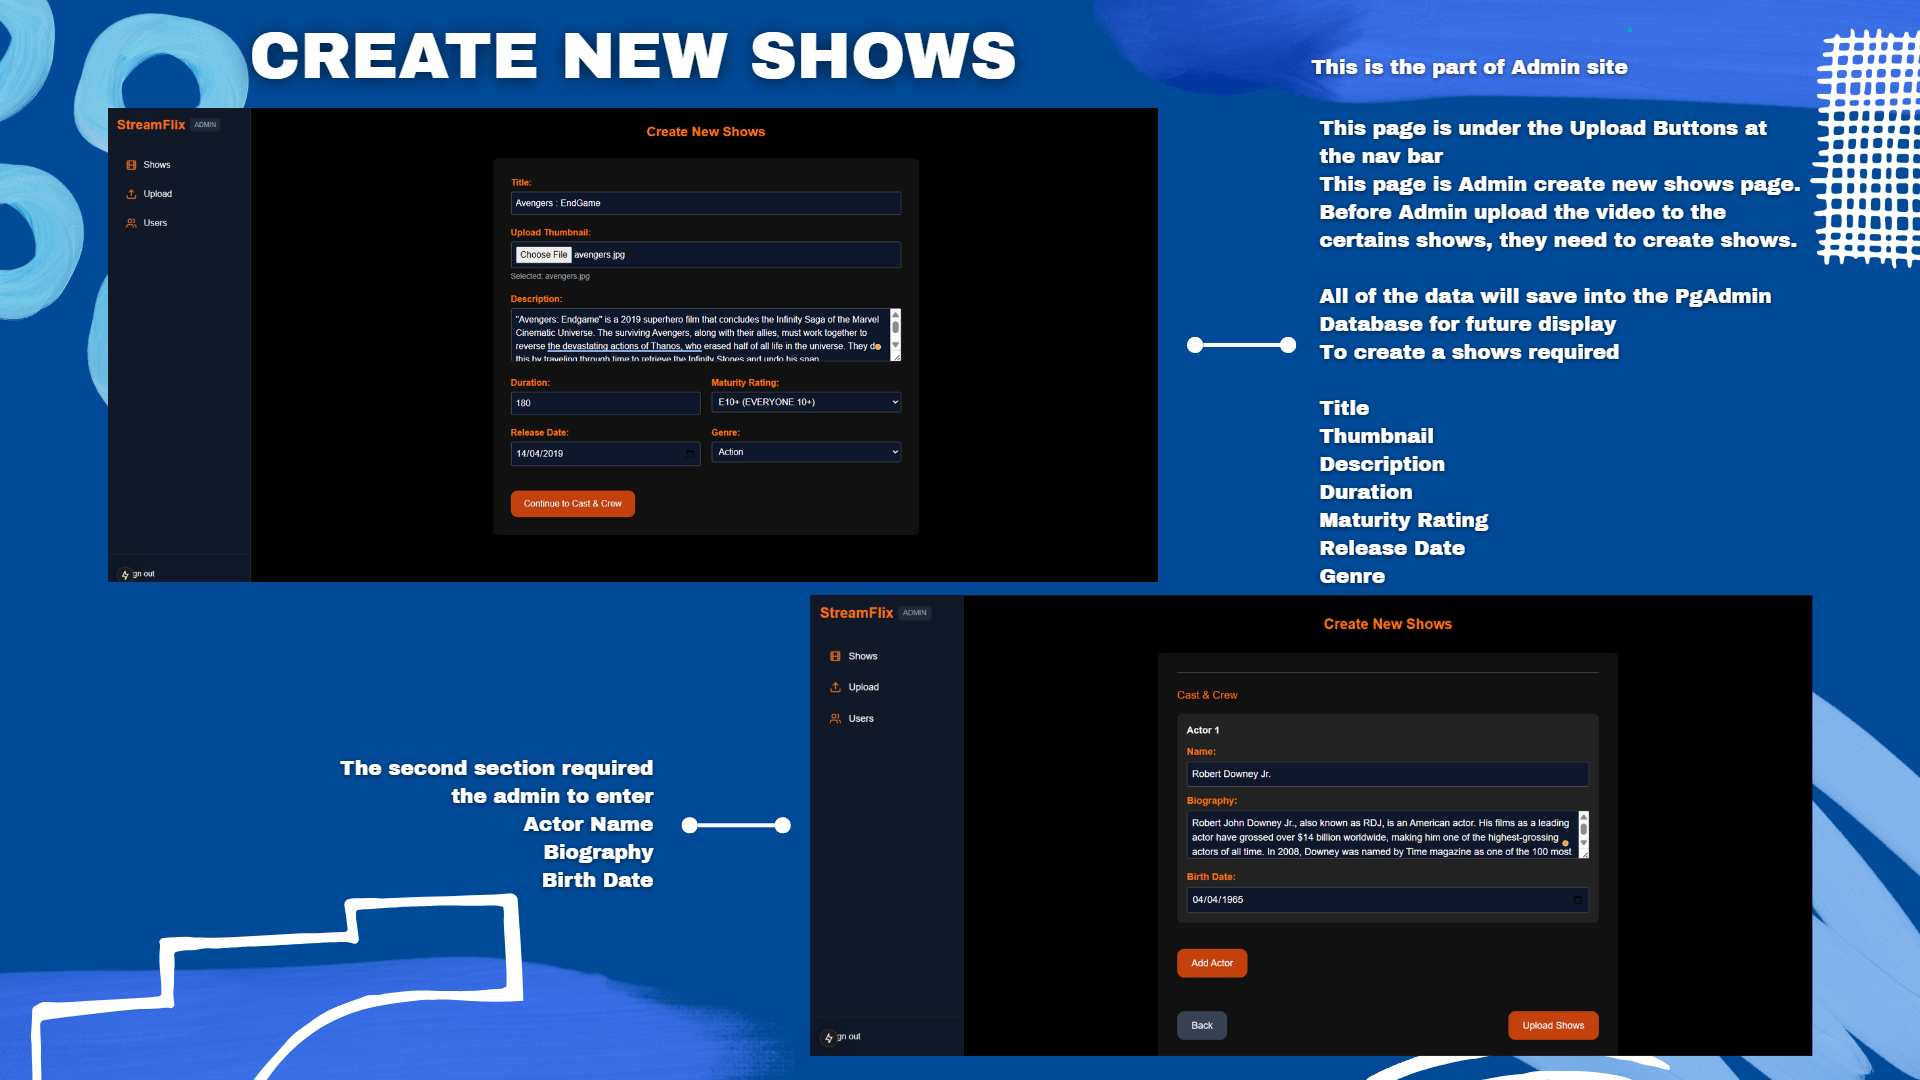 CREATE NEW SHOWS
This is the part of Admin site
StreamFlix ADMIN
Shows
Upload
Users
gn out
Create New Shows
Title:
Avengers : EndGame
Upload Thumbnail:
Choose File avengers.jpg
Selected: avengers.jpg
Description:
"Avengers: Endgame" is a 2019 superhero film that concludes the Infinity Saga of the Marvel
Cinematic Universe. The surviving Avengers, along with their allies, must work together to
reverse the devastating actions of Thanos, who erased half of all life in the universe. They do
this by traveling through time to retrieve the Infinity Stones and undo his snap.
Duration:
180
Maturity Rating:
E10+ (EVERYONE 10+)
Release Date:
14/04/2019
Genre:
Action
Continue to Cast & Crew
This page is under the Upload Buttons at
the nav bar
This page is Admin create new shows page.
Before Admin upload the video to the
certains shows, they need to create shows.
All of the data will save into the PgAdmin
Database for future display
To create a shows required
Title
Thumbnail
Description
Duration
Maturity Rating
Release Date
Genre
The second section required
the admin to enter
Actor Name
Biography
Birth Date
StreamFlix ADMIN
Shows
Upload
Users
gn out
Create New Shows
Cast & Crew
Actor 1
Name:
Robert Downey Jr.
Biography:
Robert John Downey Jr., also known as RDJ, is an American actor. His films as a leading
actor have grossed over $14 billion worldwide, making him one of the highest-grossing
actors of all time. In 2008, Downey was named by Time magazine as one of the 100 most
Birth Date:
04/04/1965
Add Actor
Back
Upload Shows